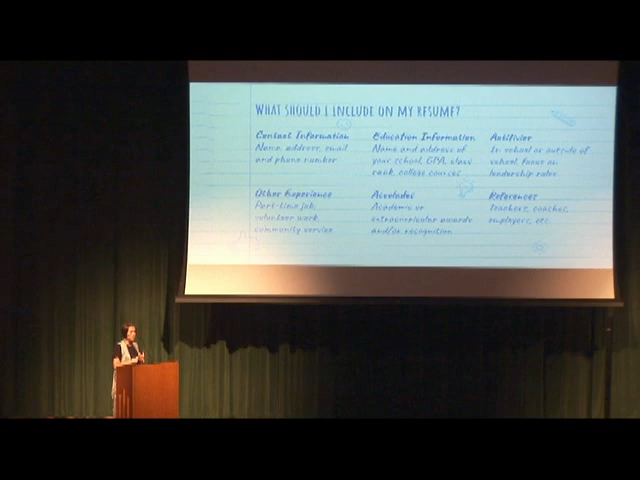 WHAT SHOULD I INCLUDE ON MY RESUME?
Contact Information
Name, address, email
and phone number
Education Information
Name and address of
your school, GPA, class
rank, college courses
Activities
In school or outside of
school, focus on
leadership roles
Other Experience
Part-time job,
volunteer work,
community service
Accolades
Academic or
extracurricular awards
and/or recognition
References
Teachers, coaches,
employers, etc.